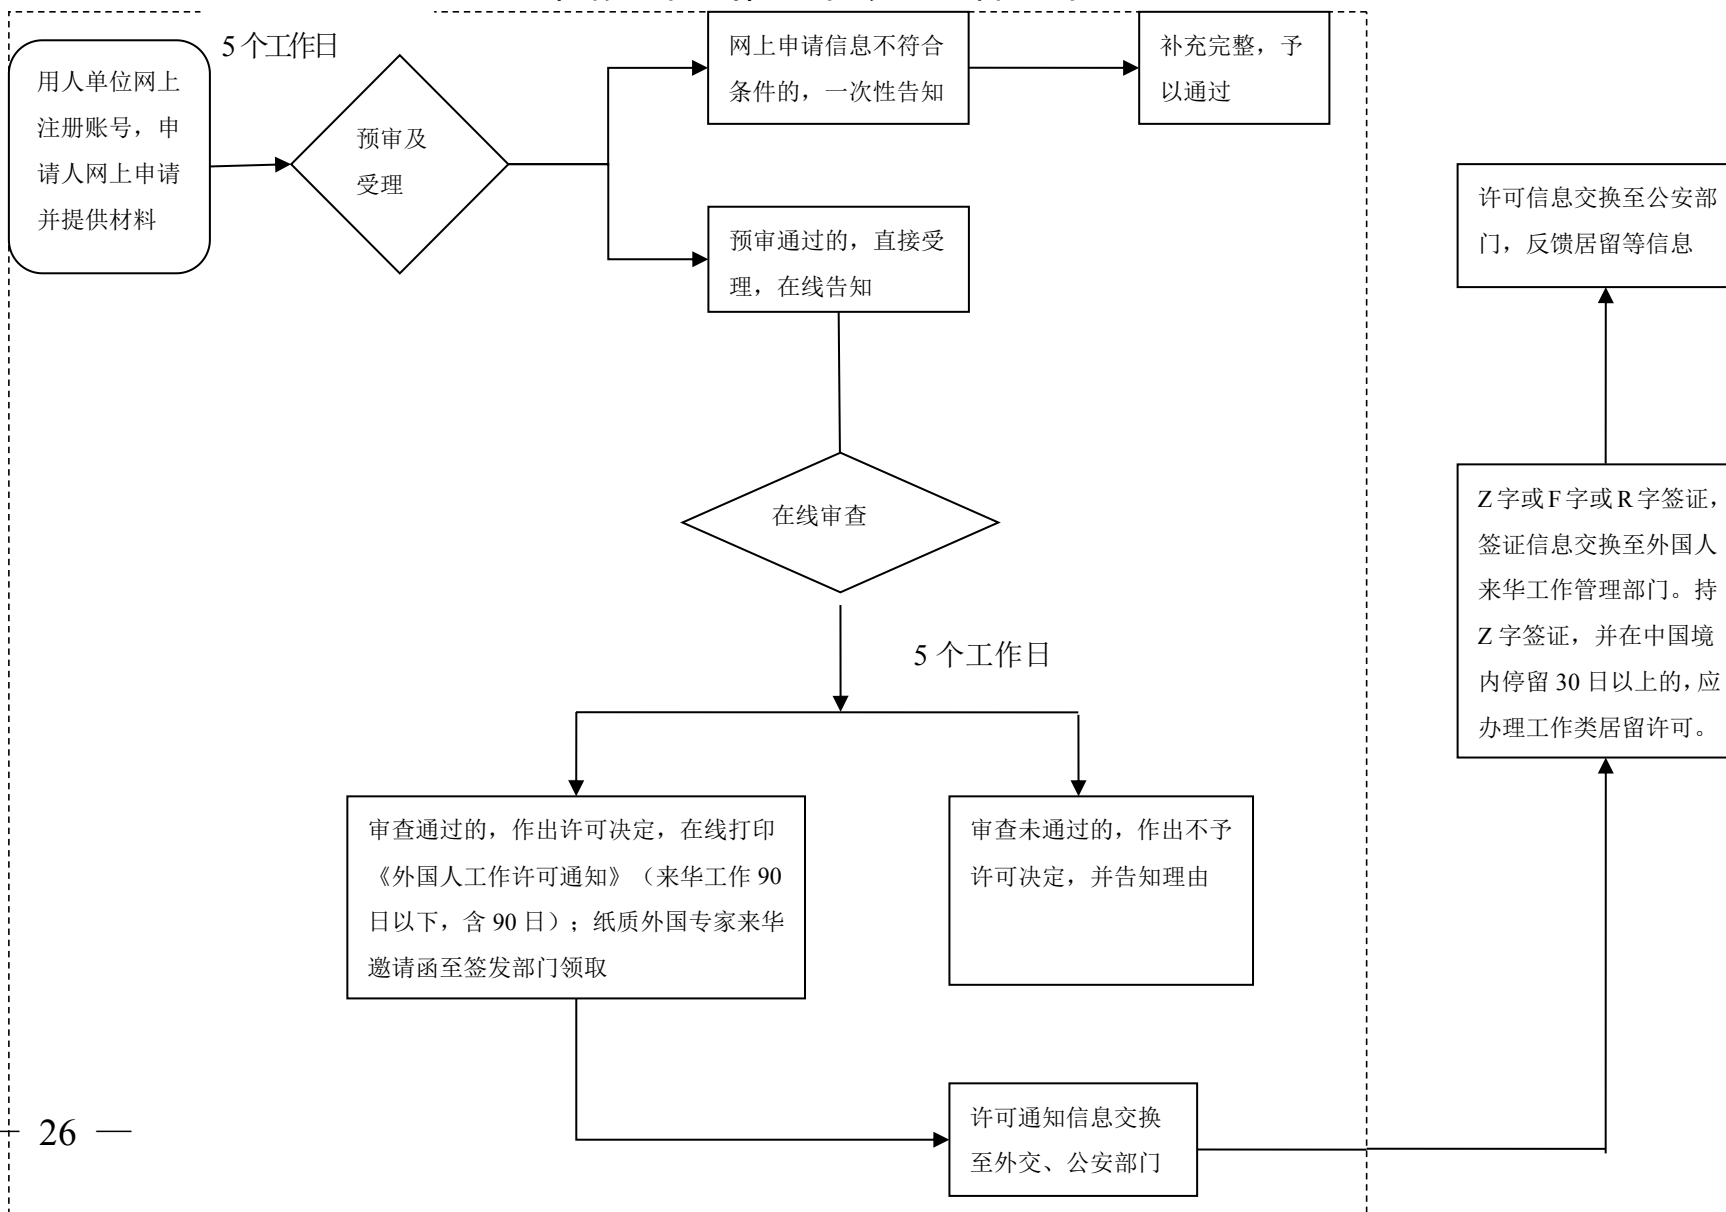 5 个工作日
用人单位网上
注册账号，申
请人网上申请
并提供材料
预审及
受理
网上申请信息不符合
条件的，一次性告知
补充完整，予
以通过
预审通过的，直接受
理，在线告知
在线审查
5 个工作日
审查通过的，作出许可决定，在线打印
《外国人工作许可通知》（来华工作 90
日以下，含 90 日）；纸质外国专家来华
邀请函至签发部门领取
审查未通过的，作出不予
许可决定，并告知理由
许可通知信息交换
至外交、公安部门
Z 字或 F 字或 R 字签证，
签证信息交换至外国人
来华工作管理部门。持
Z 字签证，并在中国境
内停留 30 日以上的，应
办理工作类居留许可。
许可信息交换至公安部
门，反馈居留等信息
— 26 —